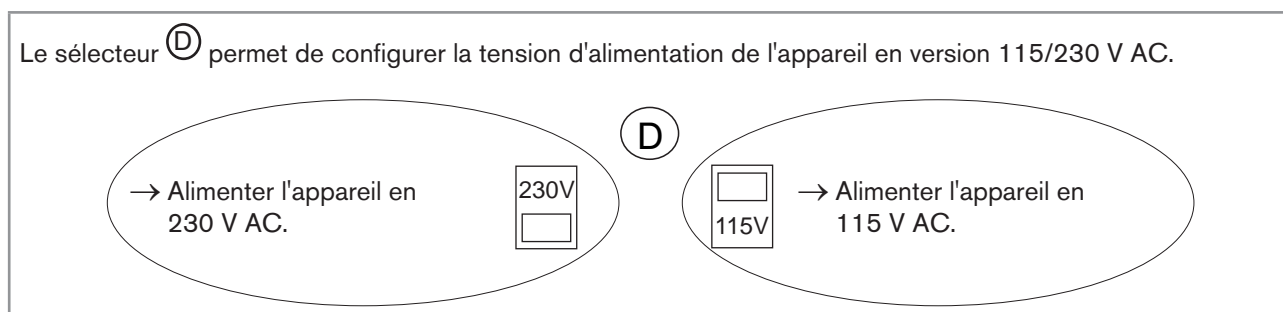 Le sélecteur D permet de configurer la tension d'alimentation de l'appareil en version 115/230 V AC.
D
→ Alimenter l'appareil en
230 V AC.
230V
115V
→ Alimenter l'appareil en
115 V AC.